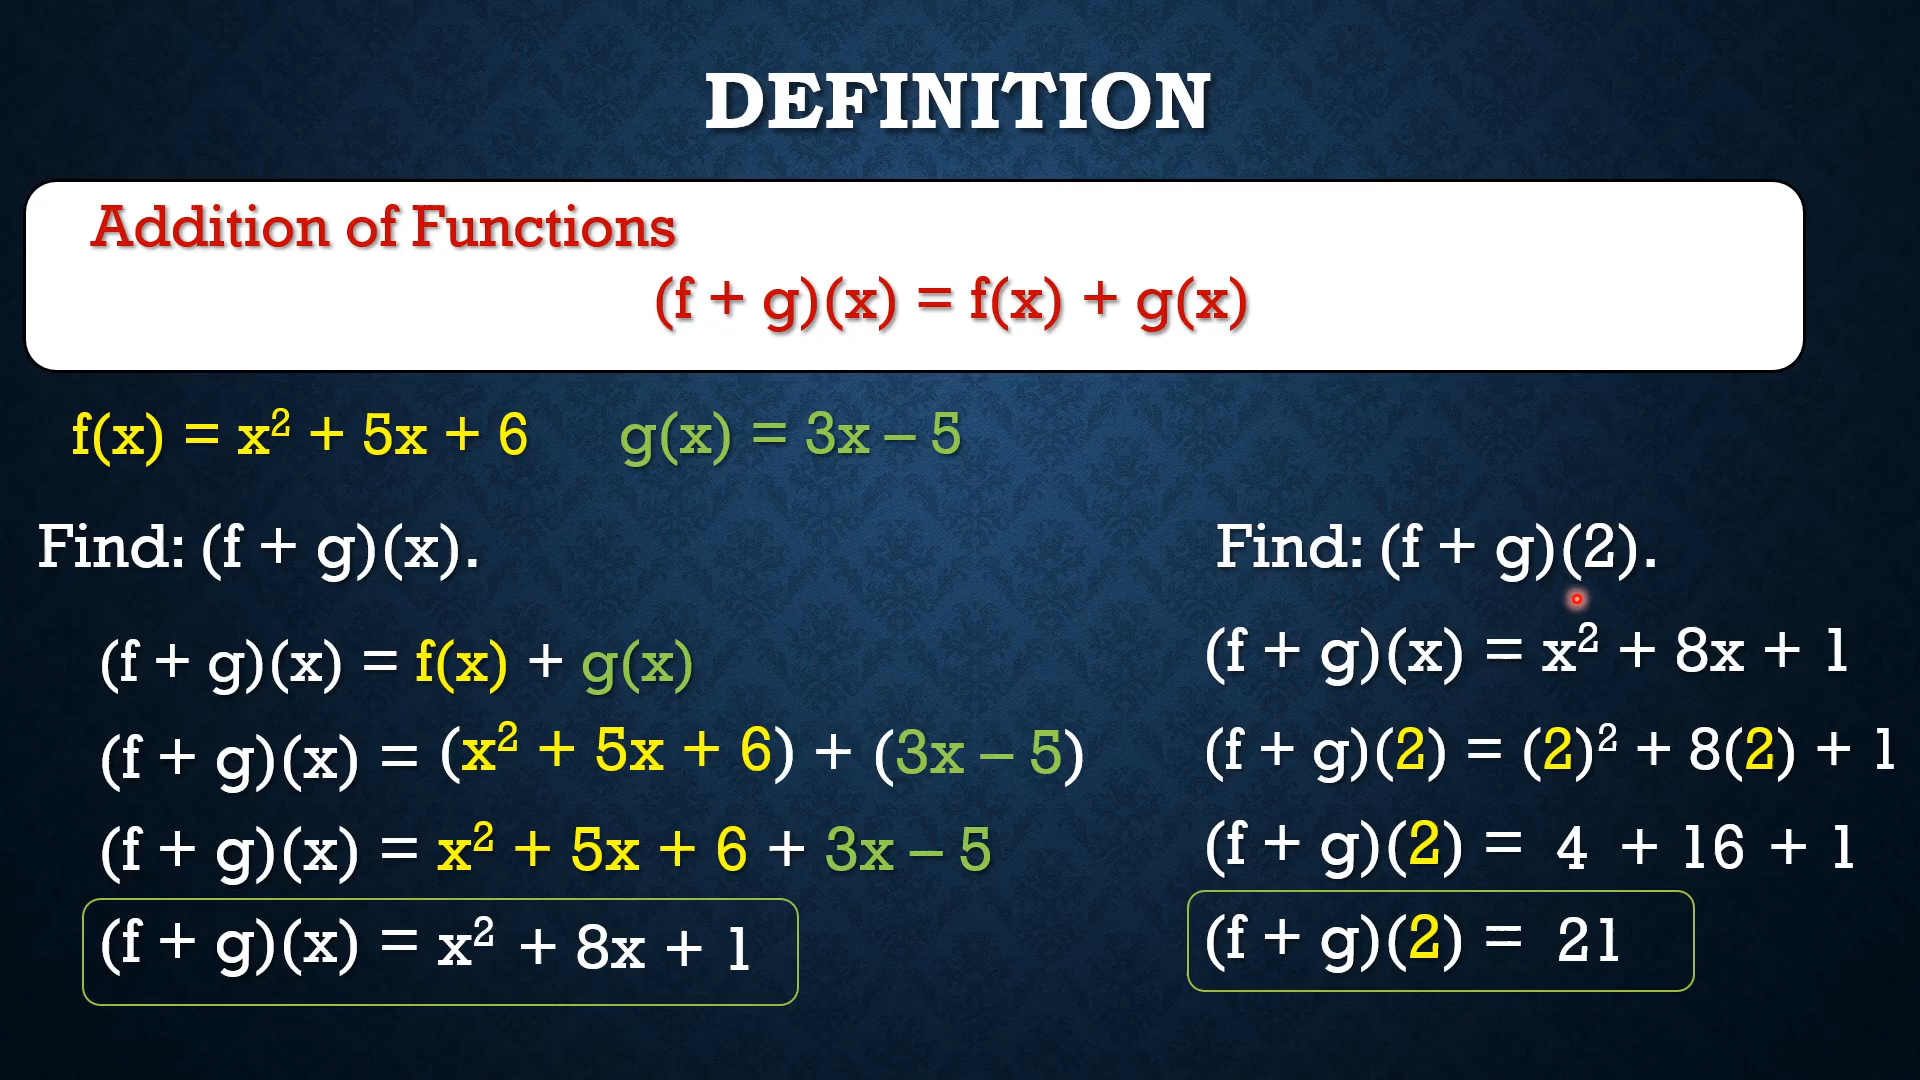 DEFINITION
Addition of Functions
(f + g)(x) = f(x) + g(x)
f(x) = x² + 5x + 6 g(x) = 3x – 5
Find: (f + g)(x).
(f + g)(x) = f(x) + g(x)
(f + g)(x) = (x² + 5x + 6) + (3x – 5)
(f + g)(x) = x² + 5x + 6 + 3x – 5
(f + g)(x) = x² + 8x + 1
Find: (f + g)(2).
(f + g)(x) = x² + 8x + 1
(f + g)(2) = (2)² + 8(2) + 1
(f + g)(2) = 4 + 16 + 1
(f + g)(2) = 21